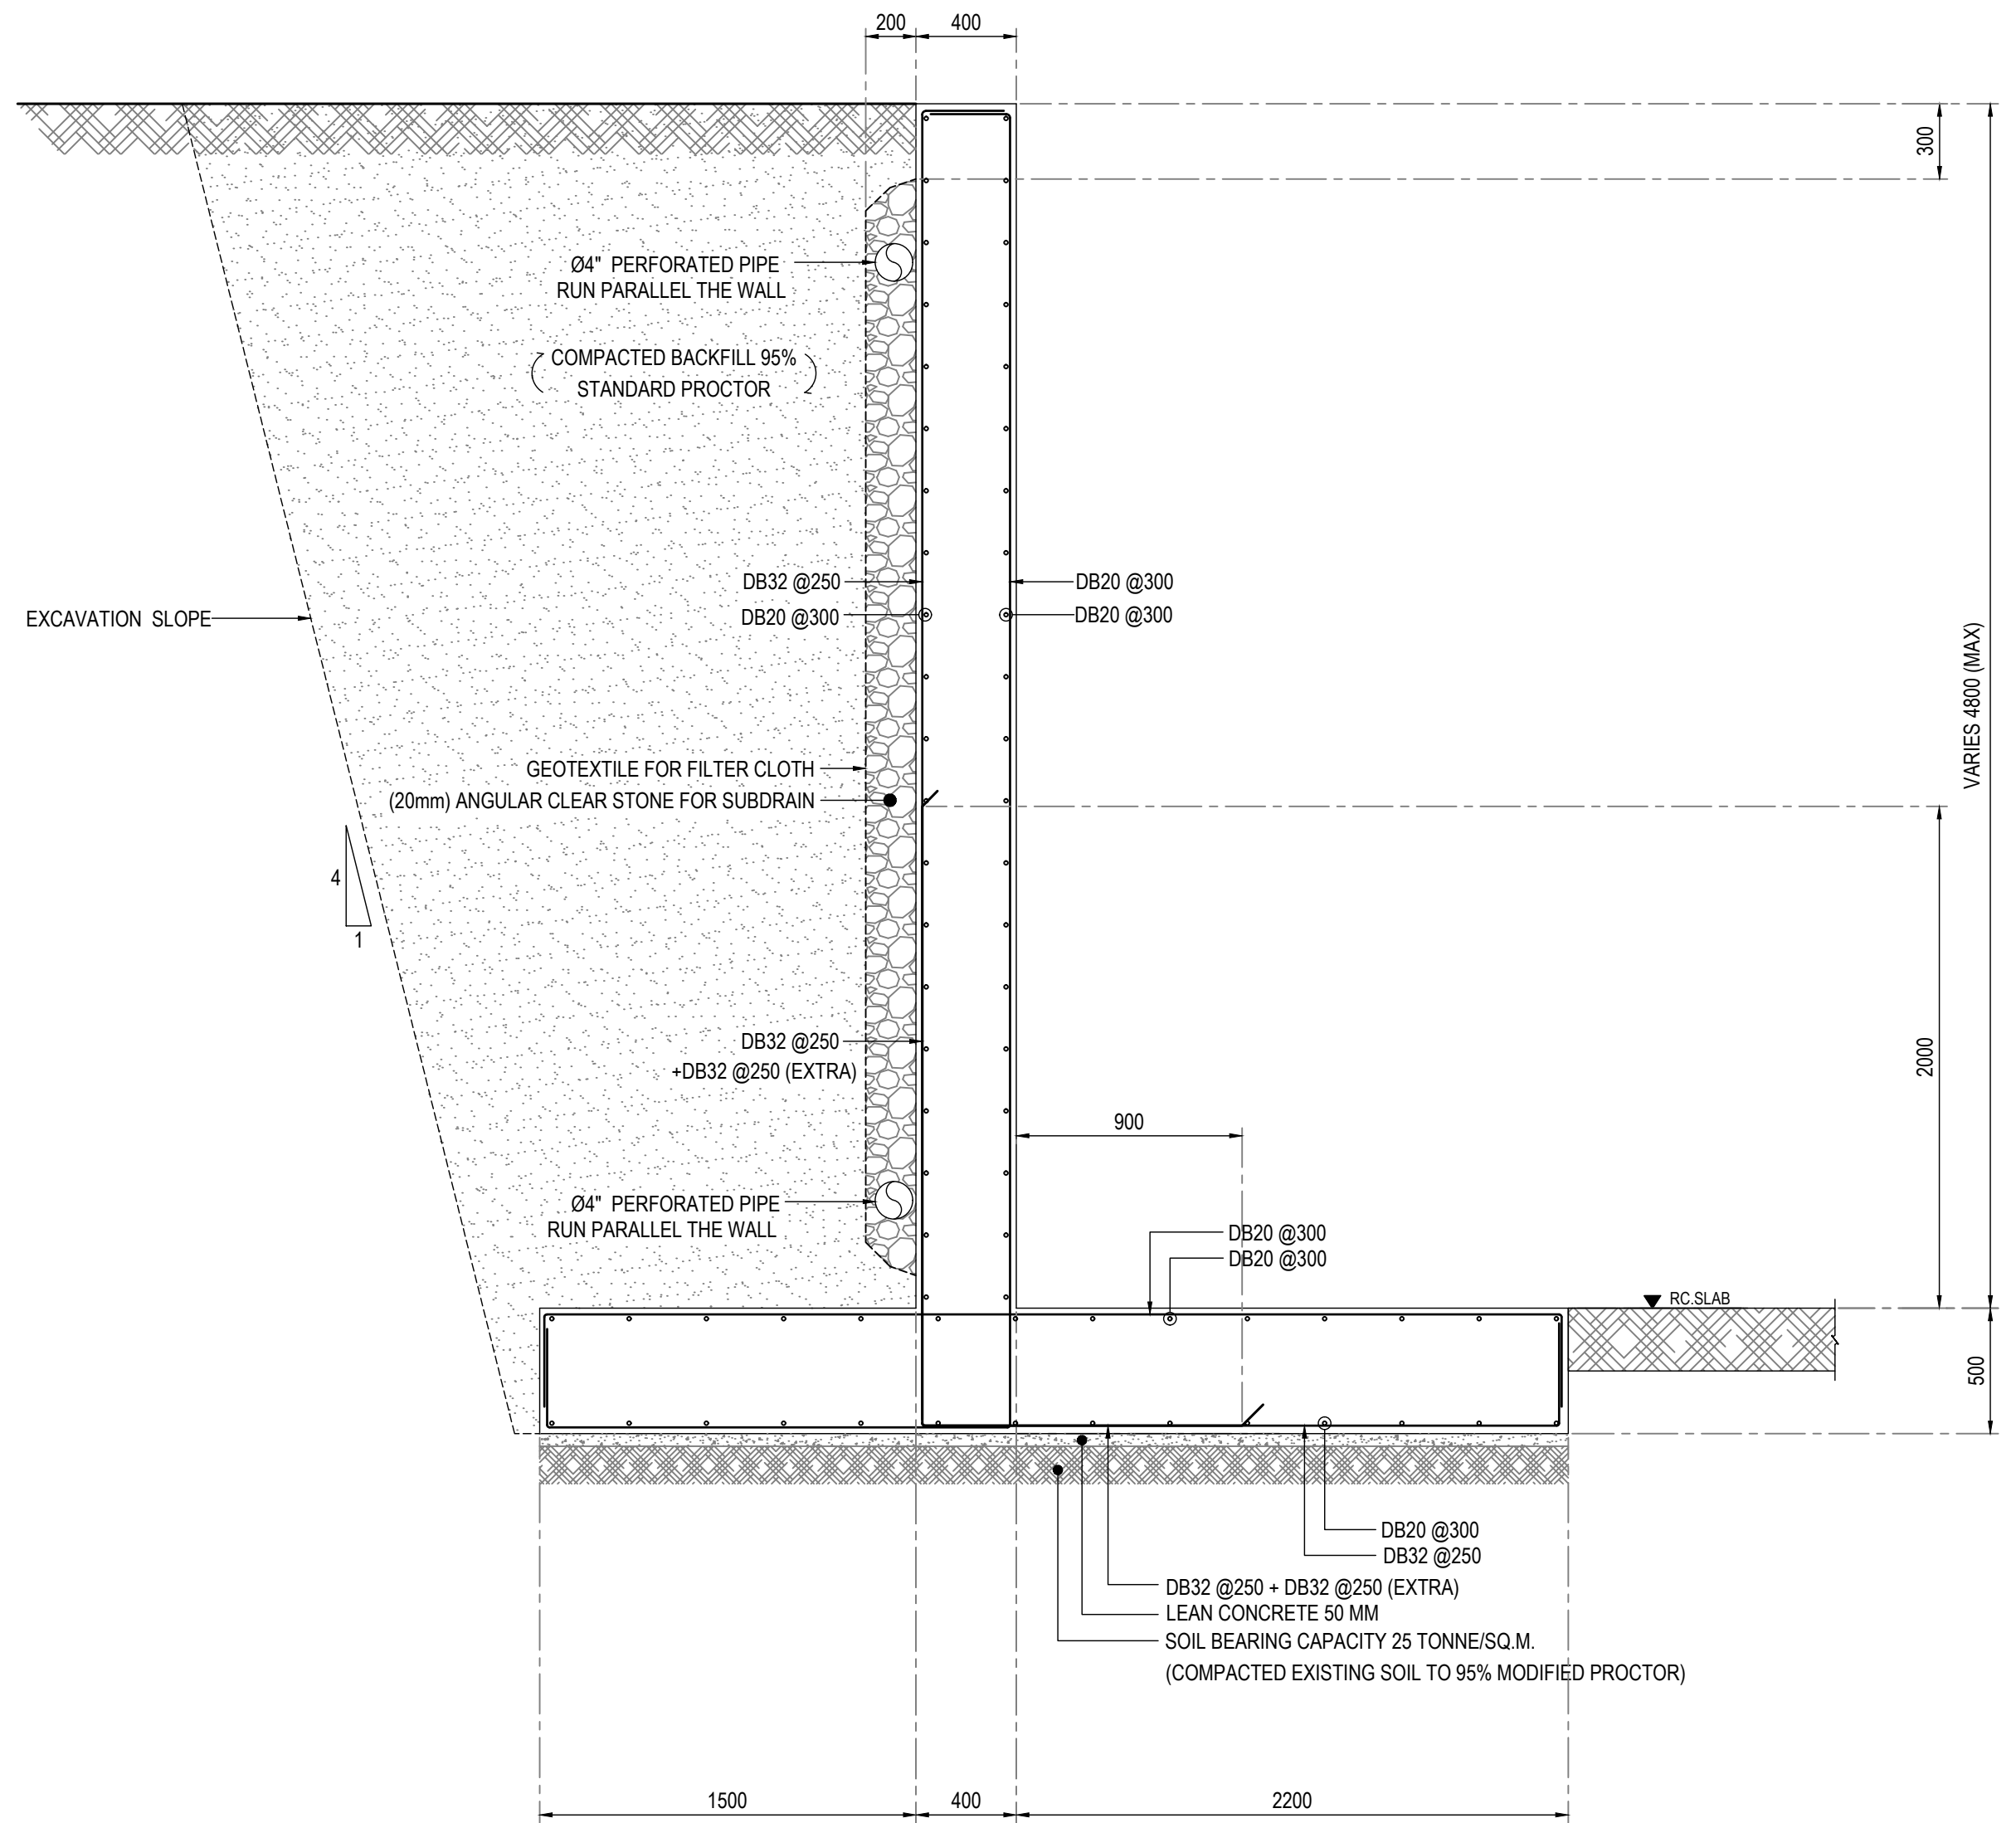 200
400
300
Ø4" PERFORATED PIPE
RUN PARALLEL THE WALL
COMPACTED BACKFILL 95%
STANDARD PROCTOR
DB32 @250
DB20 @300
DB20 @300
DB20 @300
EXCAVATION SLOPE
VARIES 4800 (MAX)
GEOTEXTILE FOR FILTER CLOTH
(20mm) ANGULAR CLEAR STONE FOR SUBDRAIN
4
1
DB32 @250
+DB32 @250 (EXTRA)
2000
900
Ø4" PERFORATED PIPE
RUN PARALLEL THE WALL
DB20 @300
DB20 @300
RC.SLAB
500
DB20 @300
DB32 @250
DB32 @250 + DB32 @250 (EXTRA)
LEAN CONCRETE 50 MM
SOIL BEARING CAPACITY 25 TONNE/SQ.M.
(COMPACTED EXISTING SOIL TO 95% MODIFIED PROCTOR)
1500
400
2200